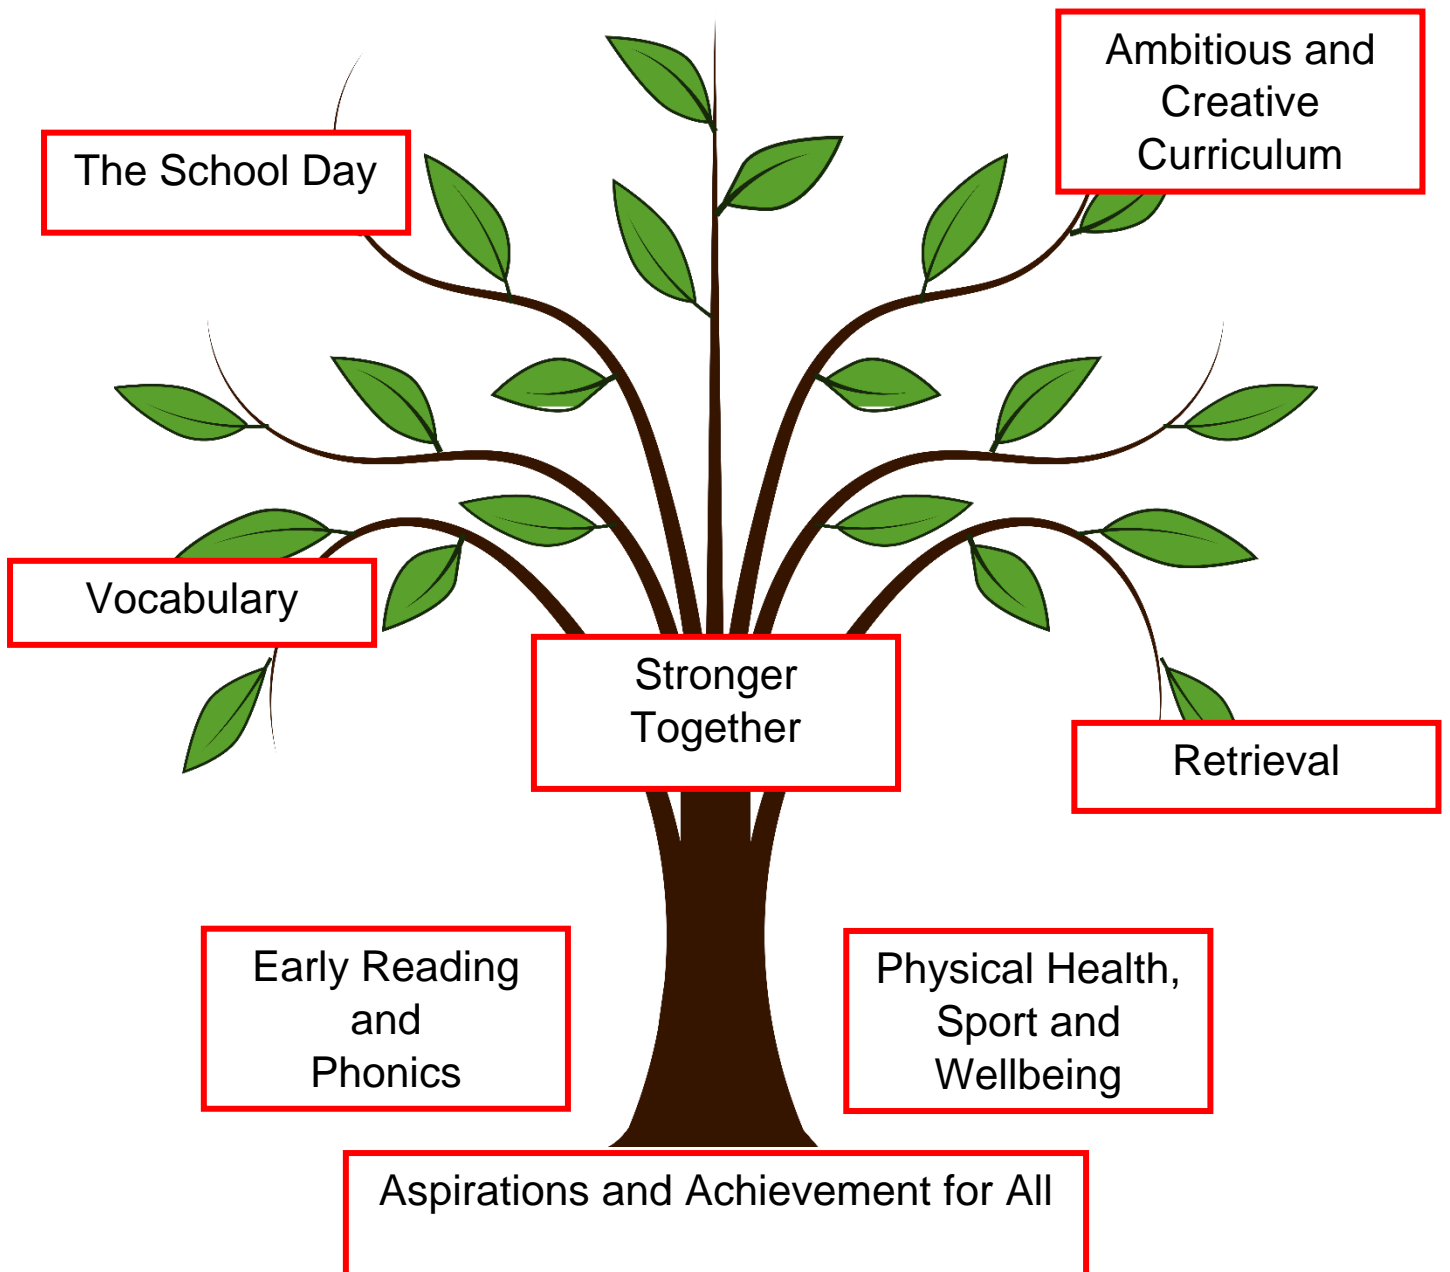 The School Day
Ambitious and
Creative
Curriculum
Vocabulary
Stronger
Together
Retrieval
Early Reading
and
Phonics
Physical Health,
Sport and
Wellbeing
Aspirations and Achievement for All